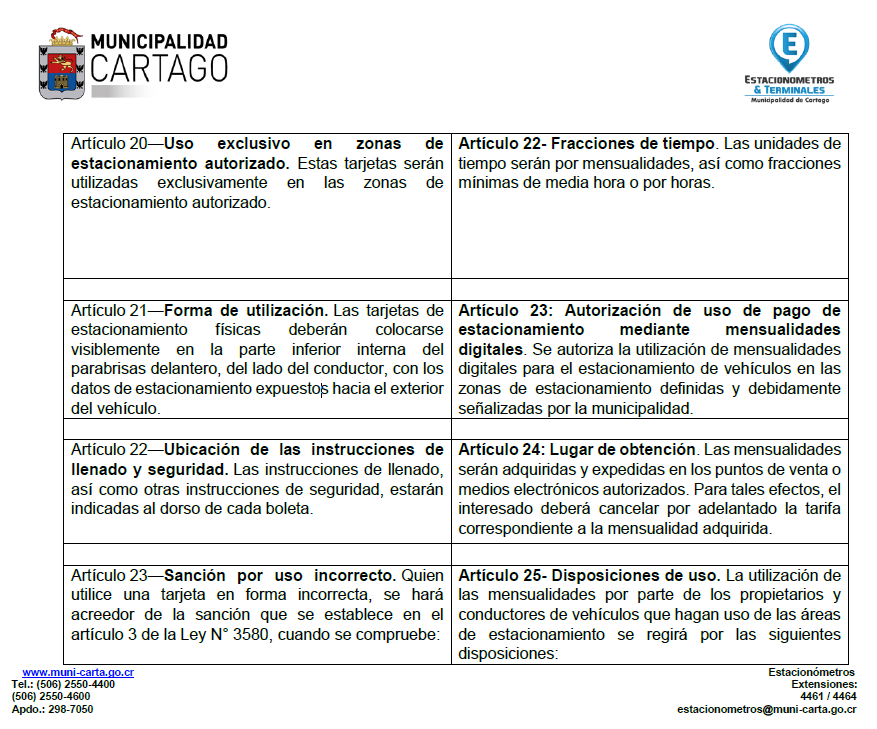 MUNICIPALIDAD
CARTAGO
E
ESTACIONOMETROS
& TERMINALES
Municipalidad de Cartago
Artículo 20—Uso exclusivo en zonas de
estacionamiento autorizado. Estas tarjetas serán
utilizadas exclusivamente en las zonas de
estacionamiento autorizado.
Artículo 22- Fracciones de tiempo. Las unidades de
tiempo serán por mensualidades, así como fracciones
mínimas de media hora o por horas.
Artículo 21—Forma de utilización. Las tarjetas de
estacionamiento físicas deberán colocarse
visiblemente en la parte inferior interna del
parabrisas delantero, del lado del conductor, con los
datos de estacionamiento expuestos hacia el exterior
del vehículo.
Artículo 23: Autorización de uso de pago de
estacionamiento mediante mensualidades
digitales. Se autoriza la utilización de mensualidades
digitales para el estacionamiento de vehículos en las
zonas de estacionamiento definidas y debidamente
señalizadas por la municipalidad.
Artículo 22—Ubicación de las instrucciones de
llenado y seguridad. Las instrucciones de llenado,
así como otras instrucciones de seguridad, estarán
indicadas al dorso de cada boleta.
Artículo 24: Lugar de obtención. Las mensualidades
serán adquiridas y expedidas en los puntos de venta o
medios electrónicos autorizados. Para tales efectos, el
interesado deberá cancelar por adelantado la tarifa
correspondiente a la mensualidad adquirida.
Artículo 23—Sanción por uso incorrecto. Quien
utilice una tarjeta en forma incorrecta, se hará
acreedor de la sanción que se establece en el
artículo 3 de la Ley N° 3580, cuando se compruebe:
Artículo 25- Disposiciones de uso. La utilización de
las mensualidades por parte de los propietarios y
conductores de vehículos que hagan uso de las áreas
de estacionamiento se regirá por las siguientes
disposiciones:
www.muni-carta.go.cr
Tel.: (506) 2550-4400
(506) 2550-4600
Apdo.: 298-7050
Estacionómetros
Extensiones:
4461 / 4464
estacionometros@muni-carta.go.cr